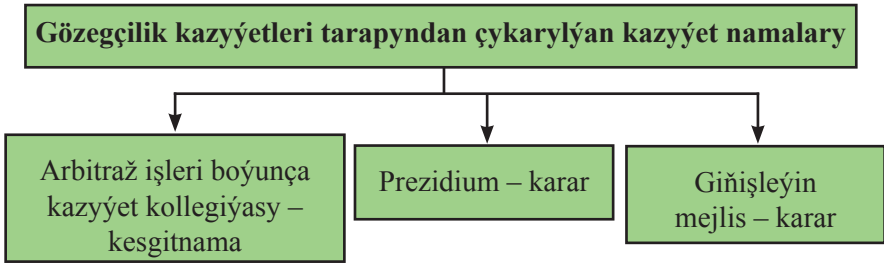 Gözegçilik kazyýetleri tarapyndan çykarylýan kazyýet namalary
Arbitraž işleri boýunça
kazyýet kollegiýasy –
kesgitnama
Prezidium – karar
Giňişleýin
mejlis – karar